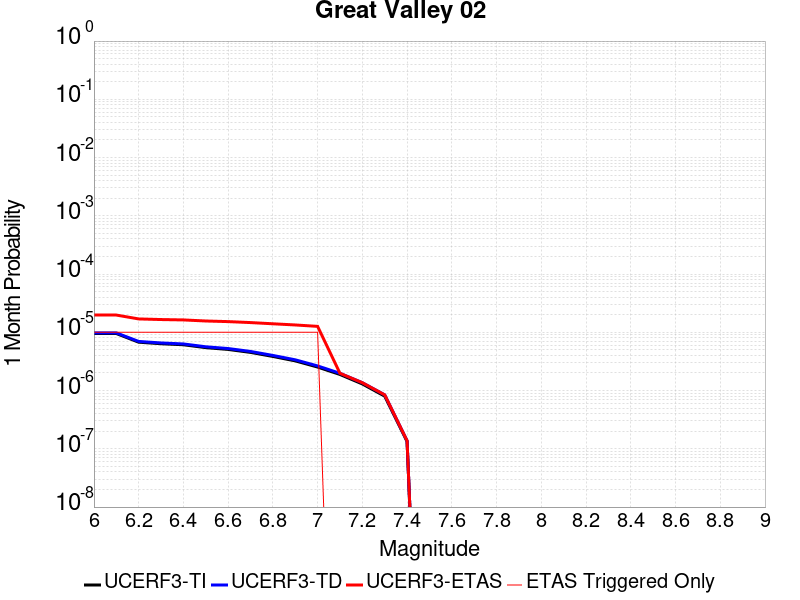 Great Valley 02
10^0
10^-1
10^-2
10^-3
10^-4
10^-5
10^-6
10^-7
10^-8
1 Month Probability
6 6.2 6.4 6.6 6.8 7 7.2 7.4 7.6 7.8 8 8.2 8.4 8.6 8.8 9
Magnitude
UCERF3-TI UCERF3-TD UCERF3-ETAS ETAS Triggered Only